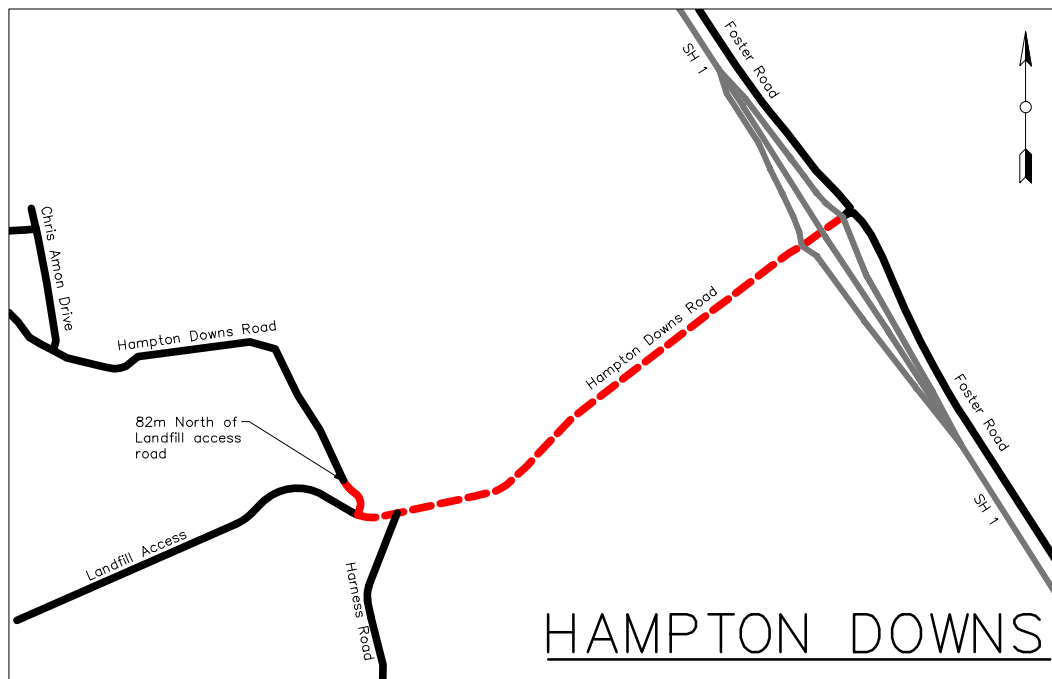 SH 1
Foster Road
Chris Amon Drive
Hampton Downs Road
Hampton Downs Road
82m North of
Landfill access
road
Foster Road
SH 1
Landfill Access
Harness Road
HAMPTON DOWNS